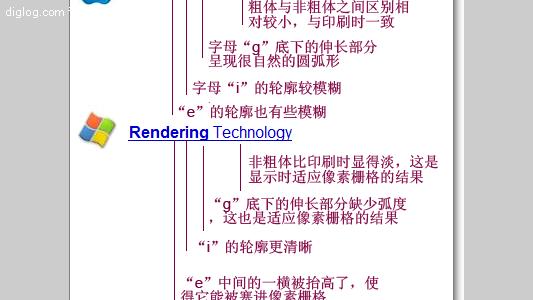 diglog.com
粗体与非粗体之间区别相
对较小，与印刷时一致
字母“g”底下的伸长部分
呈现很自然的圆弧形
字母“i”的轮廓较模糊
“e”的轮廓也有些模糊
Rendering Technology
非粗体比印刷时显得淡，这是
显示时适应像素栅格的结果
“g”底下的伸长部分缺少弧度
，这也是适应像素栅格的结果
“i”的轮廓更清晰
“e”中间的一横被抬高了，使
得它能被塞进像素栅格